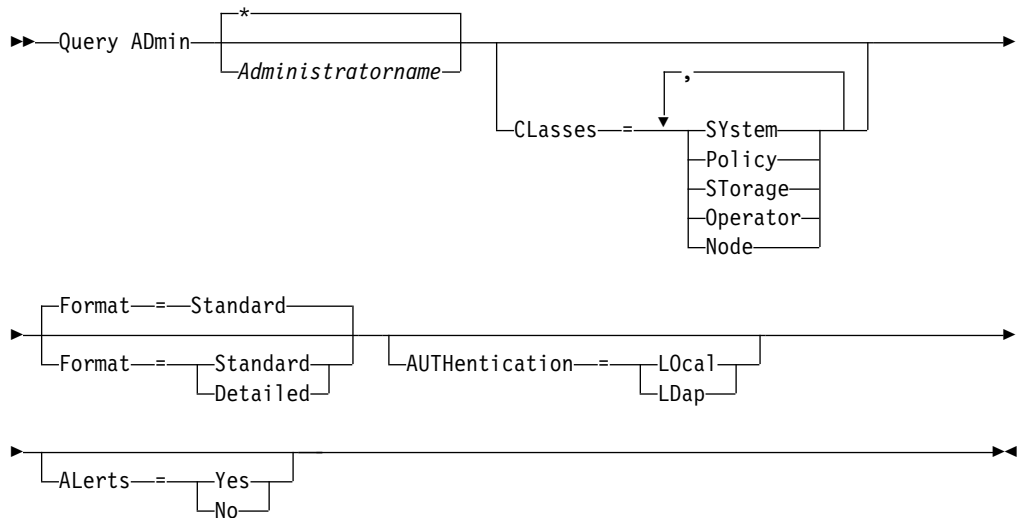 *
Query ADmin
Administratorname
,
CLasses = SYstem
Policy
STorage
Operator
Node
Format = Standard
Format = Standard
Detailed
AUTHentication = LOcal
LDap
ALerts = Yes
No